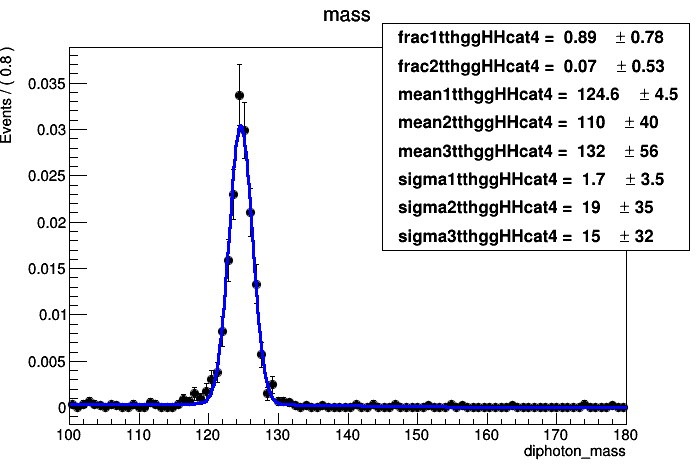 mass
frac1tthggHHcat4 = 0.89 ± 0.78
frac2tthggHHcat4 = 0.07 ± 0.53
mean1tthggHHcat4 = 124.6 ± 4.5
mean2tthggHHcat4 = 110 ± 40
mean3tthggHHcat4 = 132 ± 56
sigma1tthggHHcat4 = 1.7 ± 3.5
sigma2tthggHHcat4 = 19 ± 35
sigma3tthggHHcat4 = 15 ± 32
Events / ( 0.8 )
0.035
0.03
0.025
0.02
0.015
0.01
0.005
0
100 110 120 130 140 150 160 170 180
diphoton_mass